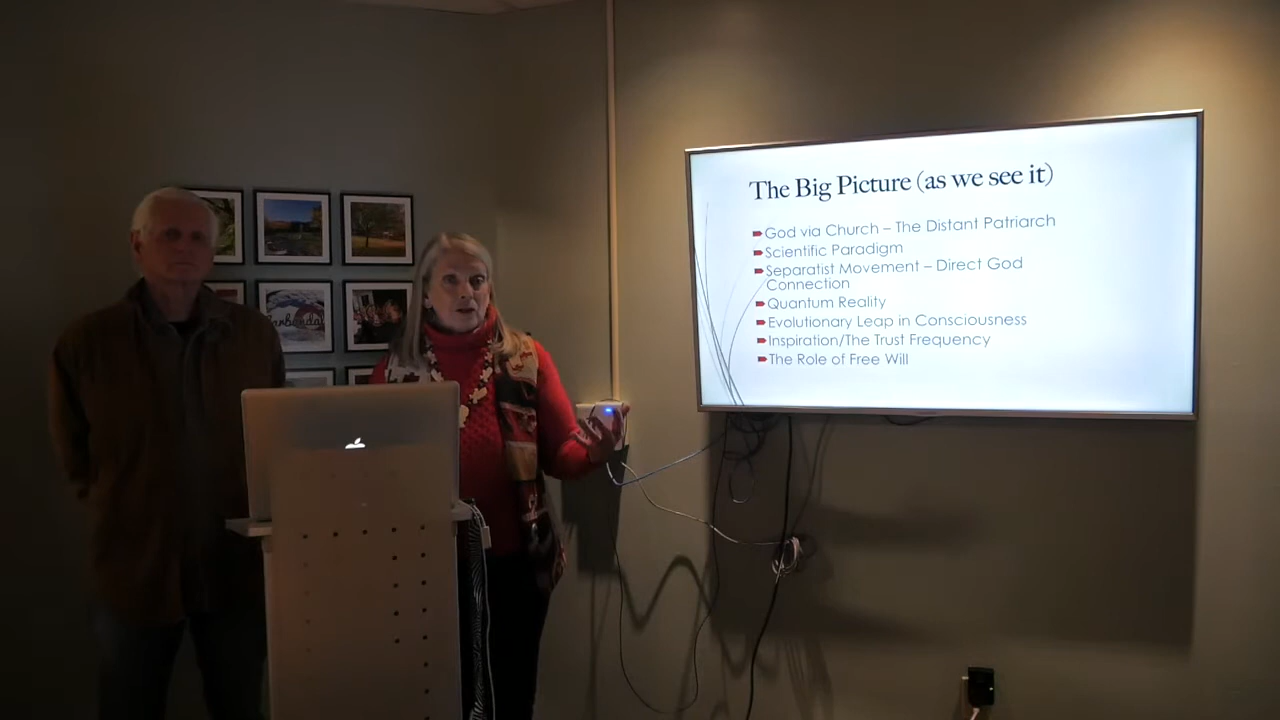 The Big Picture (as we see it)
God via Church – The Distant Patriarch
Scientific Paradigm
Separatist Movement – Direct God
Connection
Quantum Reality
Evolutionary Leap in Consciousness
Inspiration/The Trust Frequency
The Role of Free Will